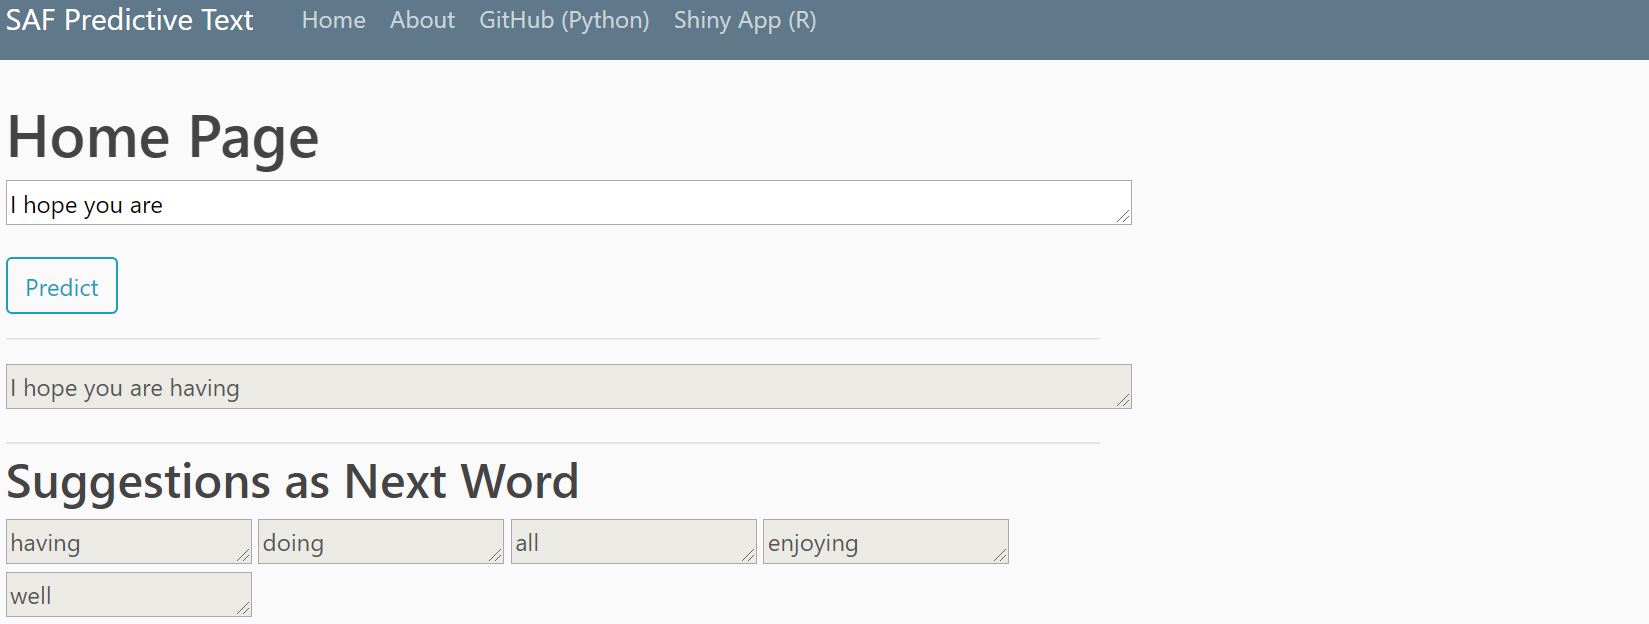 SAF Predictive Text Home About GitHub (Python) Shiny App (R)
Home Page
I hope you are
Predict
I hope you are having
Suggestions as Next Word
having doing all enjoying
well